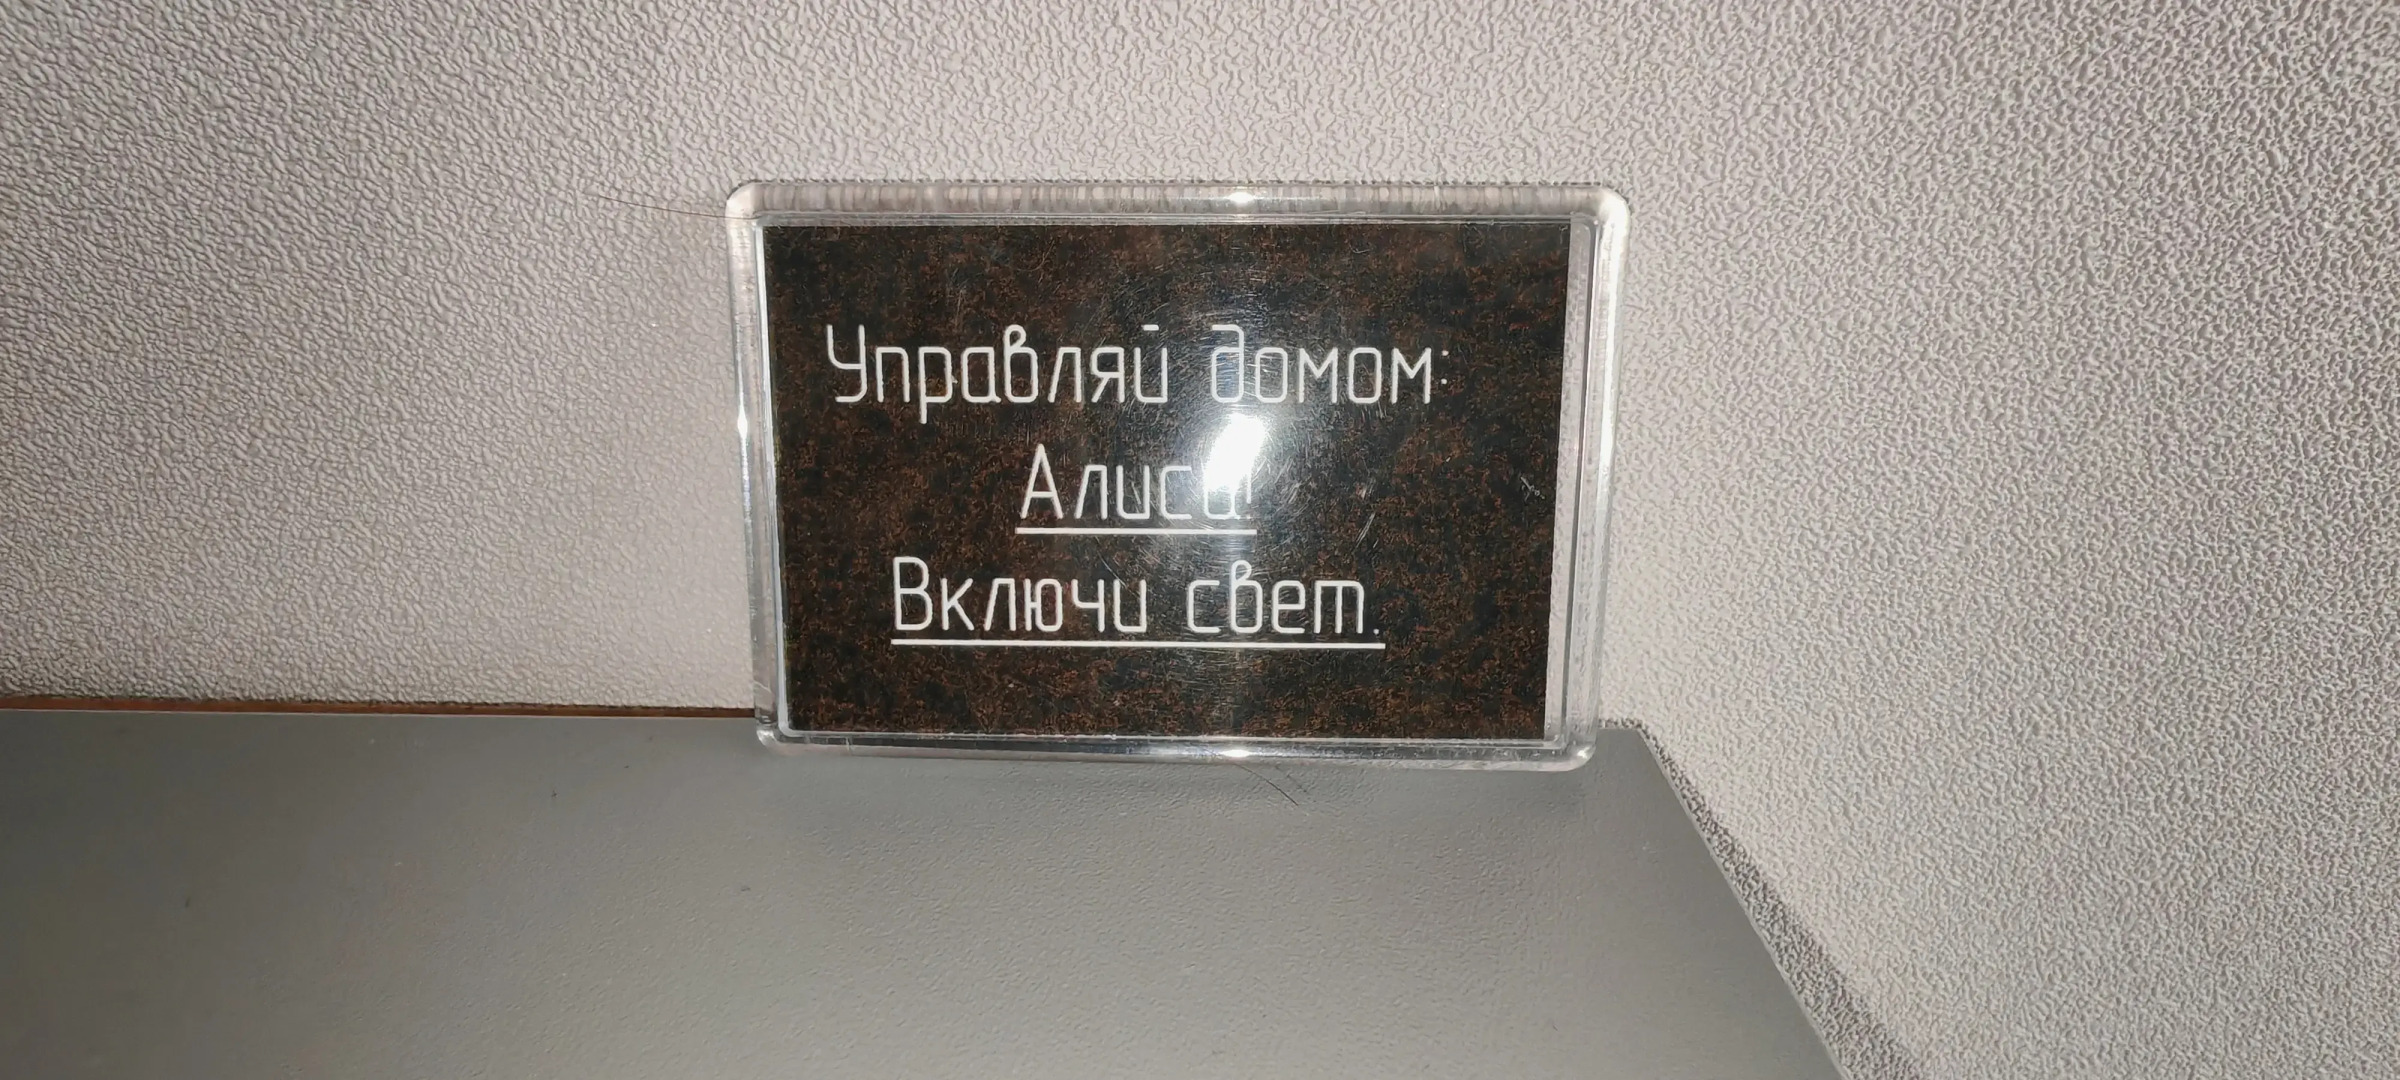 Управляй домом:
Алиса!
Включи свет.